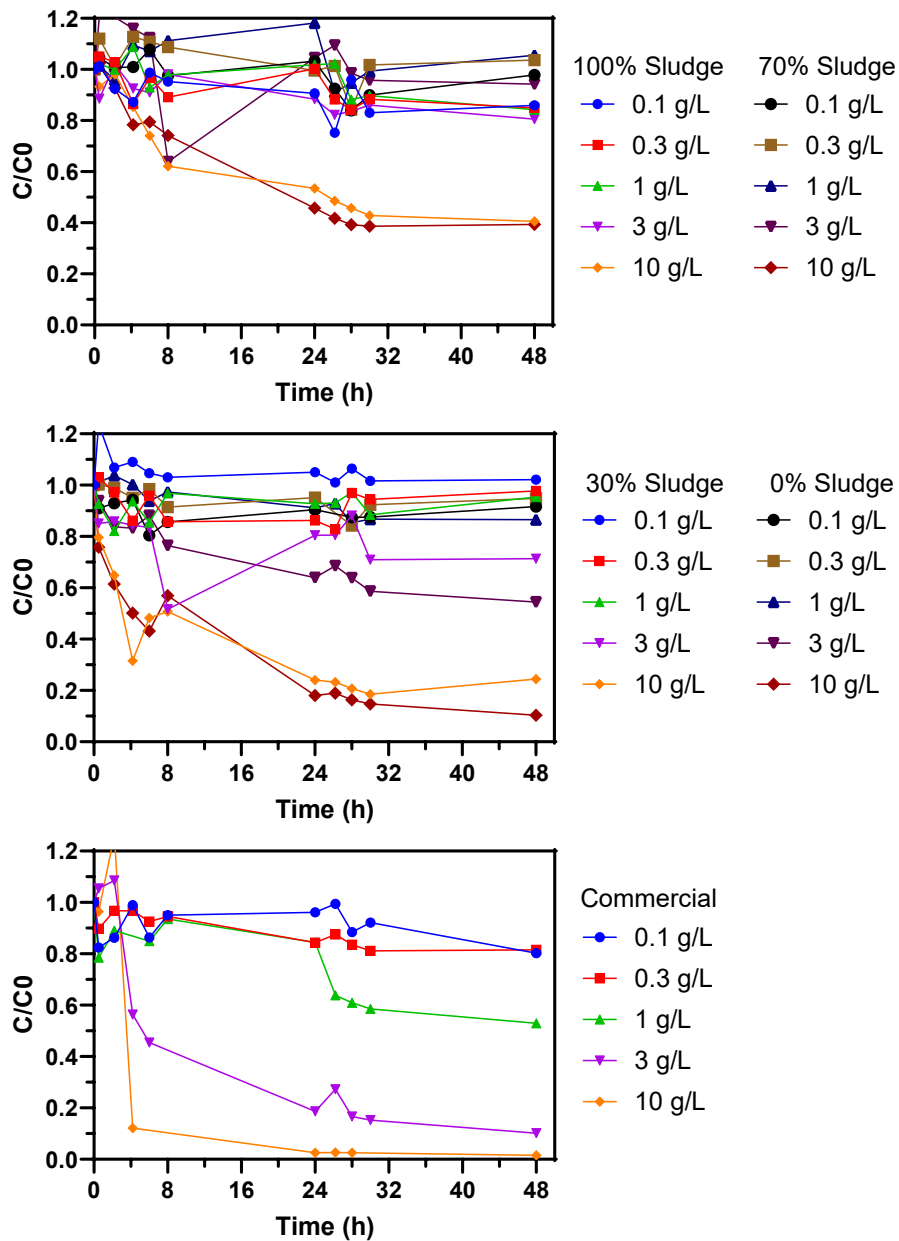 1.2
1.0
0.8
0.6
0.4
0.2
0.0
C/C0
0 8 16 24 32 40 48
Time (h)
100% Sludge 70% Sludge
0.1 g/L 0.1 g/L
0.3 g/L 0.3 g/L
1 g/L 1 g/L
3 g/L 3 g/L
10 g/L 10 g/L
1.2
1.0
0.8
0.6
0.4
0.2
0.0
C/C0
0 8 16 24 32 40 48
Time (h)
30% Sludge 0% Sludge
0.1 g/L 0.1 g/L
0.3 g/L 0.3 g/L
1 g/L 1 g/L
3 g/L 3 g/L
10 g/L 10 g/L
1.2
1.0
0.8
0.6
0.4
0.2
0.0
C/C0
0 8 16 24 32 40 48
Time (h)
Commercial
0.1 g/L
0.3 g/L
1 g/L
3 g/L
10 g/L